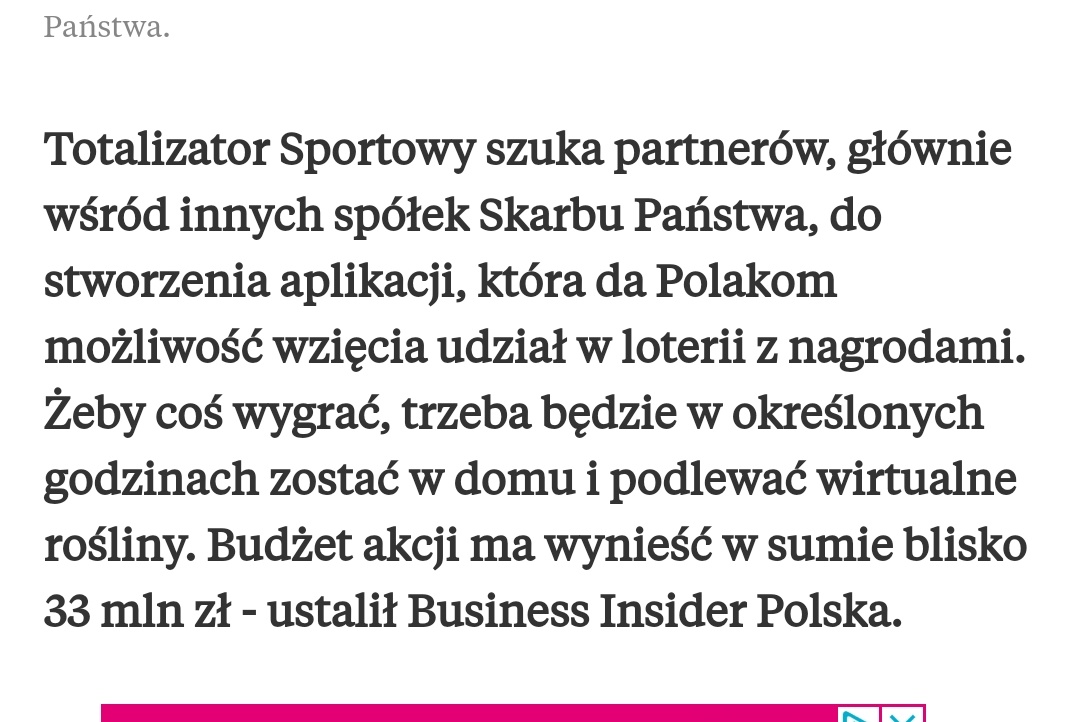 Państwa.
Totalizator Sportowy szuka partnerów, głównie
wśród innych spółek Skarbu Państwa, do
stworzenia aplikacji, która da Polakom
możliwość wzięcia udział w loterii z nagrodami.
Żeby coś wygrać, trzeba będzie w określonych
godzinach zostać w domu i podlewać wirtualne
rośliny. Budżet akcji ma wynieść w sumie blisko
33 mln zł - ustalił Business Insider Polska.